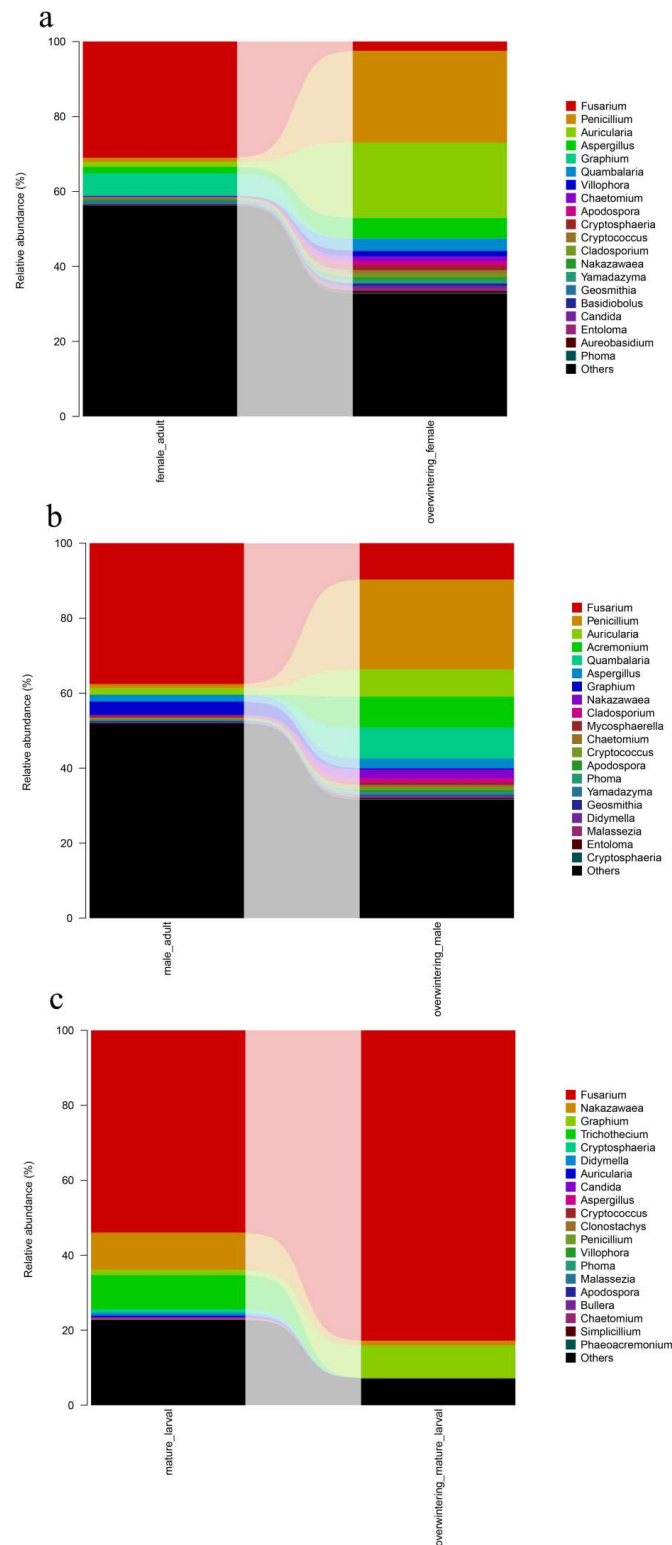 a
100
80
60
40
20
0
Relative abundance (%)
female_adult
overwintering_female
Fusarium
Penicillium
Auricularia
Aspergillus
Graphium
Quambalaria
Villophora
Chaetomium
Apodospora
Cryptosphaeria
Cryptococcus
Cladosporium
Nakazawaea
Yamadazyma
Geosmithia
Basidiobolus
Candida
Entoloma
Aureobasidium
Phoma
Others
b
100
80
60
40
20
0
Relative abundance (%)
male_adult
overwintering_male
Fusarium
Penicillium
Auricularia
Acremonium
Quambalaria
Aspergillus
Graphium
Nakazawaea
Cladosporium
Mycosphaerella
Chaetomium
Cryptococcus
Apodospora
Phoma
Yamadazyma
Geosmithia
Didymella
Malassezia
Entoloma
Cryptosphaeria
Others
c
100
80
60
40
20
0
Relative abundance (%)
mature_larval
overwintering_mature_larval
Fusarium
Nakazawaea
Graphium
Trichothecium
Cryptosphaeria
Didymella
Auricularia
Candida
Aspergillus
Cryptococcus
Clonostachys
Penicillium
Villophora
Phoma
Malassezia
Apodospora
Bullera
Chaetomium
Simplicillium
Phaeoacremonium
Others